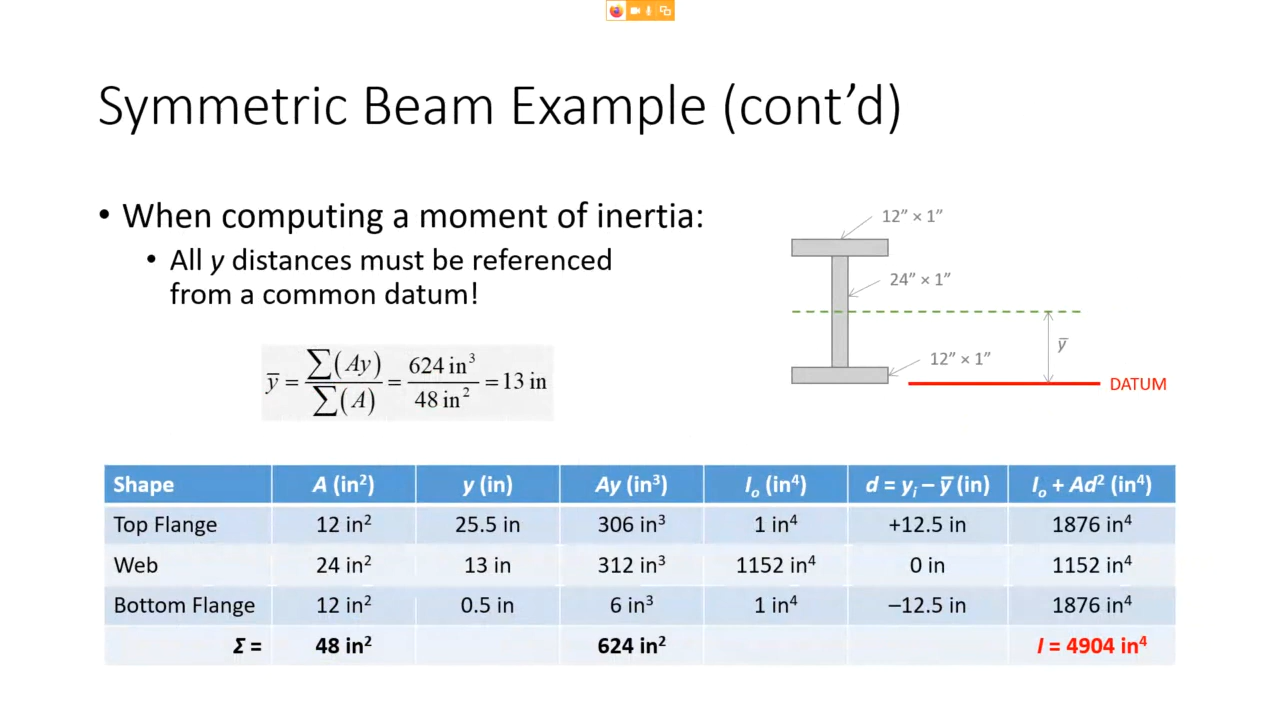 Symmetric Beam Example (cont’d)
• When computing a moment of inertia:
• All y distances must be referenced
from a common datum!
y̅ = ∑(Ay) / ∑(A) = 624 in³ / 48 in² = 13 in
12” × 1”
24” × 1”
12” × 1”
y̅
DATUM
Shape A (in²) y (in) Ay (in³) Iₒ (in⁴) d = yᵢ – y̅ (in) Iₒ + Ad² (in⁴)
Top Flange 12 in² 25.5 in 306 in³ 1 in⁴ +12.5 in 1876 in⁴
Web 24 in² 13 in 312 in³ 1152 in⁴ 0 in 1152 in⁴
Bottom Flange 12 in² 0.5 in 6 in³ 1 in⁴ –12.5 in 1876 in⁴
Σ = 48 in² 624 in² I = 4904 in⁴